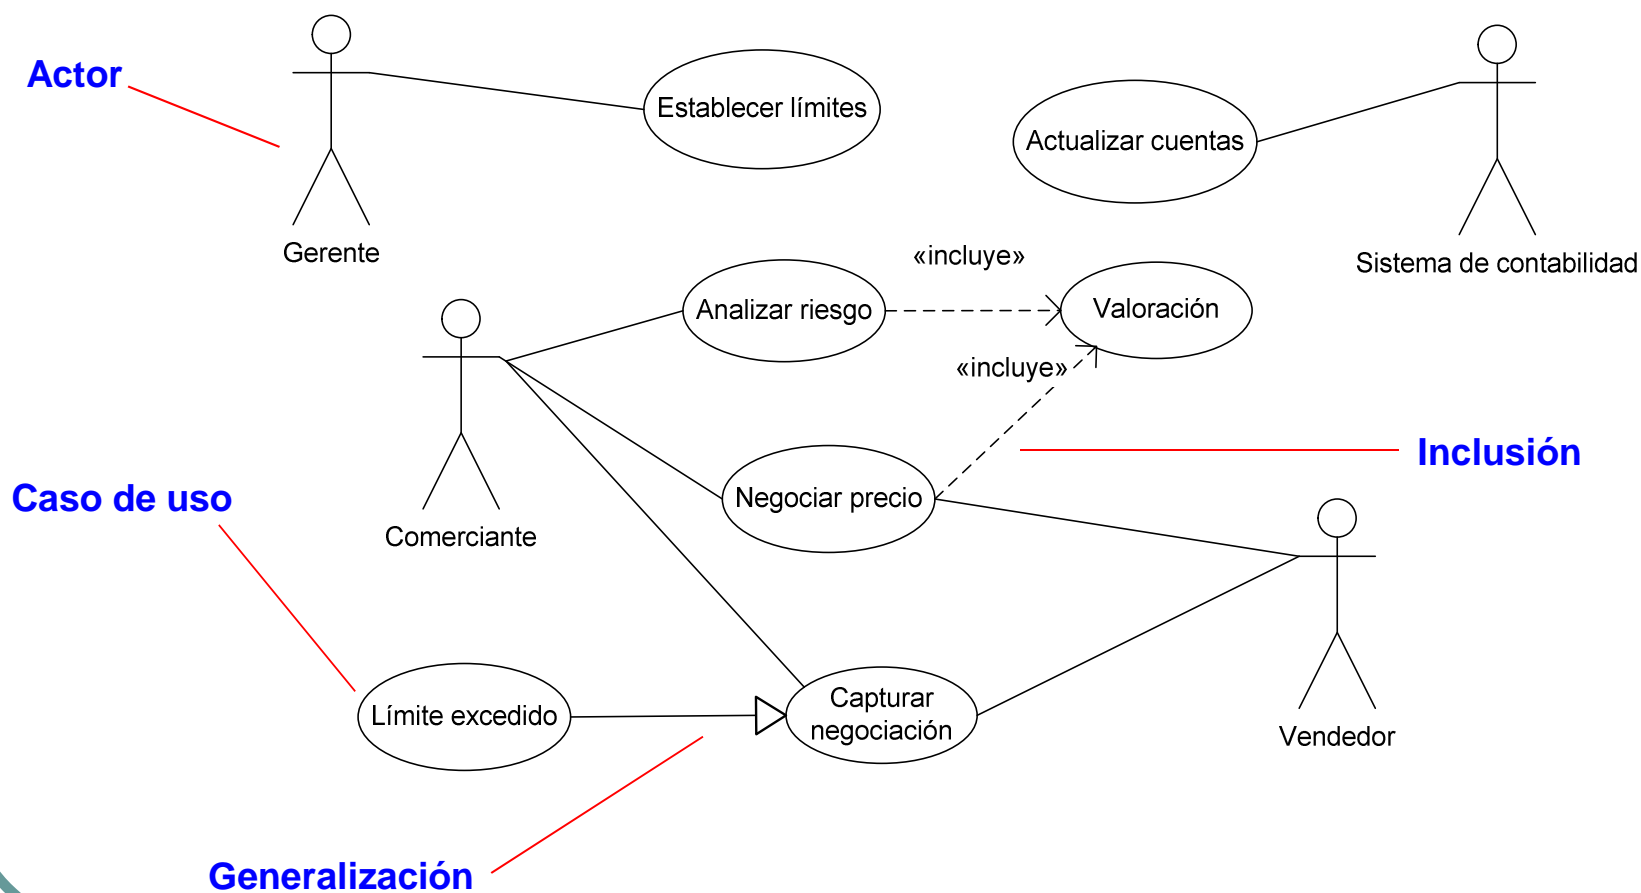 Actor
Establecer límites
Actualizar cuentas
Gerente
«incluye»
Sistema de contabilidad
Analizar riesgo
Valoración
«incluye»
Inclusión
Caso de uso
Negociar precio
Comerciante
Límite excedido
Capturar
negociación
Vendedor
Generalización